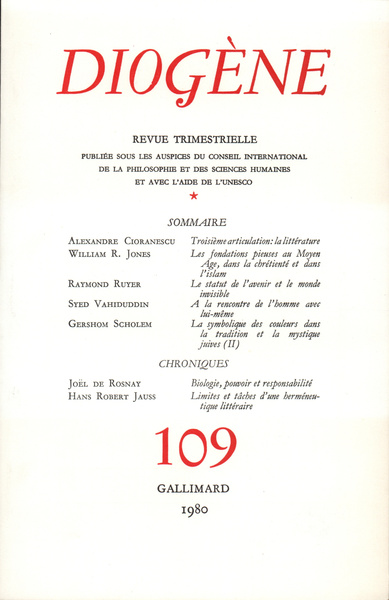 DIOGÈNE
REVUE TRIMESTRIELLE
PUBLIÉE SOUS LES AUSPICES DU CONSEIL INTERNATIONAL
DE LA PHILOSOPHIE ET DES SCIENCES HUMAINES
ET AVEC L'AIDE DE L'UNESCO
★
SOMMAIRE
ALEXANDRE CIORANESCU Troisième articulation: la littérature
WILLIAM R. JONES Les fondations pieuses au Moyen
Age, dans la chrétienté et dans
l'islam
RAYMOND RUYER Le statut de l'avenir et le monde
invisible
SYED VAHIDUDDIN A la rencontre de l'homme avec
lui-même
GERSHOM SCHOLEM La symbolique des couleurs dans
la tradition et la mystique
juives (II)
CHRONIQUES
JOËL DE ROSNAY Biologie, pouvoir et responsabilité
HANS ROBERT JAUSS Limites et tâches d'une herméneu-
tique littéraire
109
GALLIMARD
1980